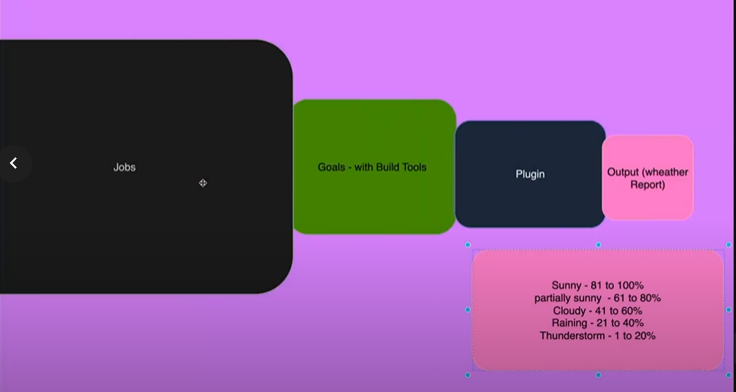 Jobs
Goals - with Build Tools
Plugin
Output (wheather
Report)
Sunny - 81 to 100%
partially sunny - 61 to 80%
Cloudy - 41 to 60%
Raining - 21 to 40%
Thunderstorm - 1 to 20%